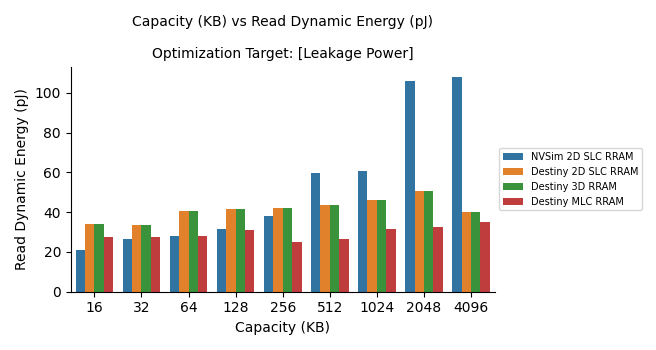 Capacity (KB) vs Read Dynamic Energy (pJ)
Optimization Target: [Leakage Power]
Read Dynamic Energy (pJ)
100
80
60
40
20
0
16 32 64 128 256 512 1024 2048 4096
Capacity (KB)
NVSim 2D SLC RRAM
Destiny 2D SLC RRAM
Destiny 3D RRAM
Destiny MLC RRAM